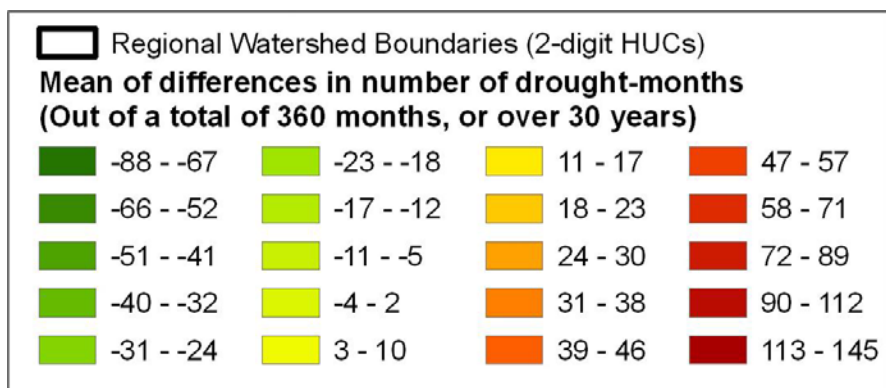 Regional Watershed Boundaries (2-digit HUCs)
Mean of differences in number of drought-months
(Out of a total of 360 months, or over 30 years)
-88 - -67
-66 - -52
-51 - -41
-40 - -32
-31 - -24
-23 - -18
-17 - -12
-11 - -5
-4 - 2
3 - 10
11 - 17
18 - 23
24 - 30
31 - 38
39 - 46
47 - 57
58 - 71
72 - 89
90 - 112
113 - 145